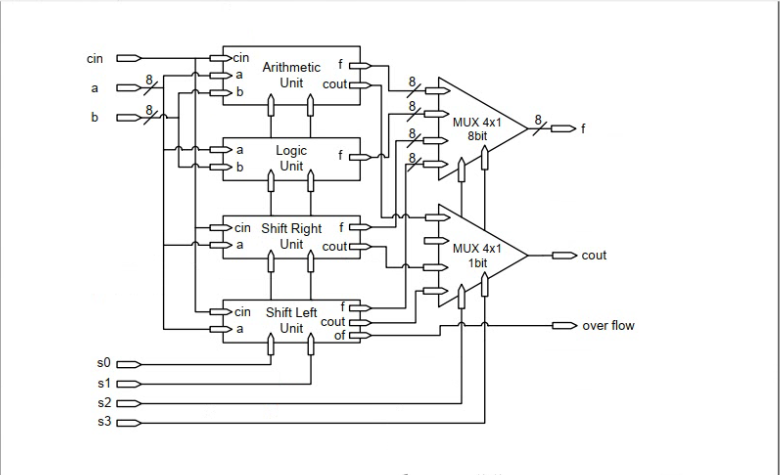 cin
a
8
b
8
cin
a
b
Arithmetic
Unit
f
cout
a
b
Logic
Unit
f
cin
a
Shift Right
Unit
f
cout
cin
a
Shift Left
Unit
f
cout
of
8
8
8
8
MUX 4x1
8bit
8
f
MUX 4x1
1bit
cout
over flow
s0
s1
s2
s3